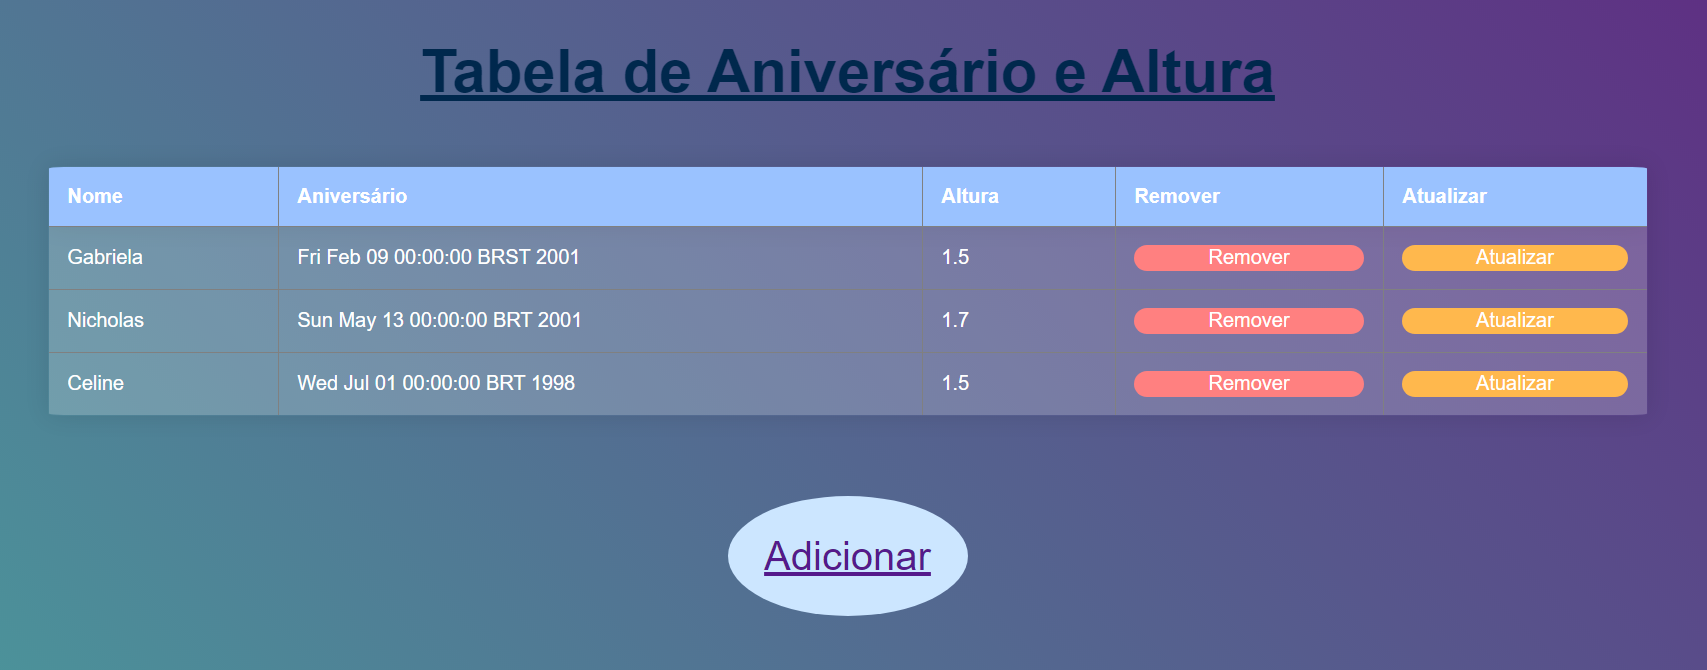 Tabela de Aniversário e Altura
Nome Aniversário Altura Remover Atualizar
Gabriela Fri Feb 09 00:00:00 BRST 2001 1.5 Remover Atualizar
Nicholas Sun May 13 00:00:00 BRT 2001 1.7 Remover Atualizar
Celine Wed Jul 01 00:00:00 BRT 1998 1.5 Remover Atualizar
Adicionar